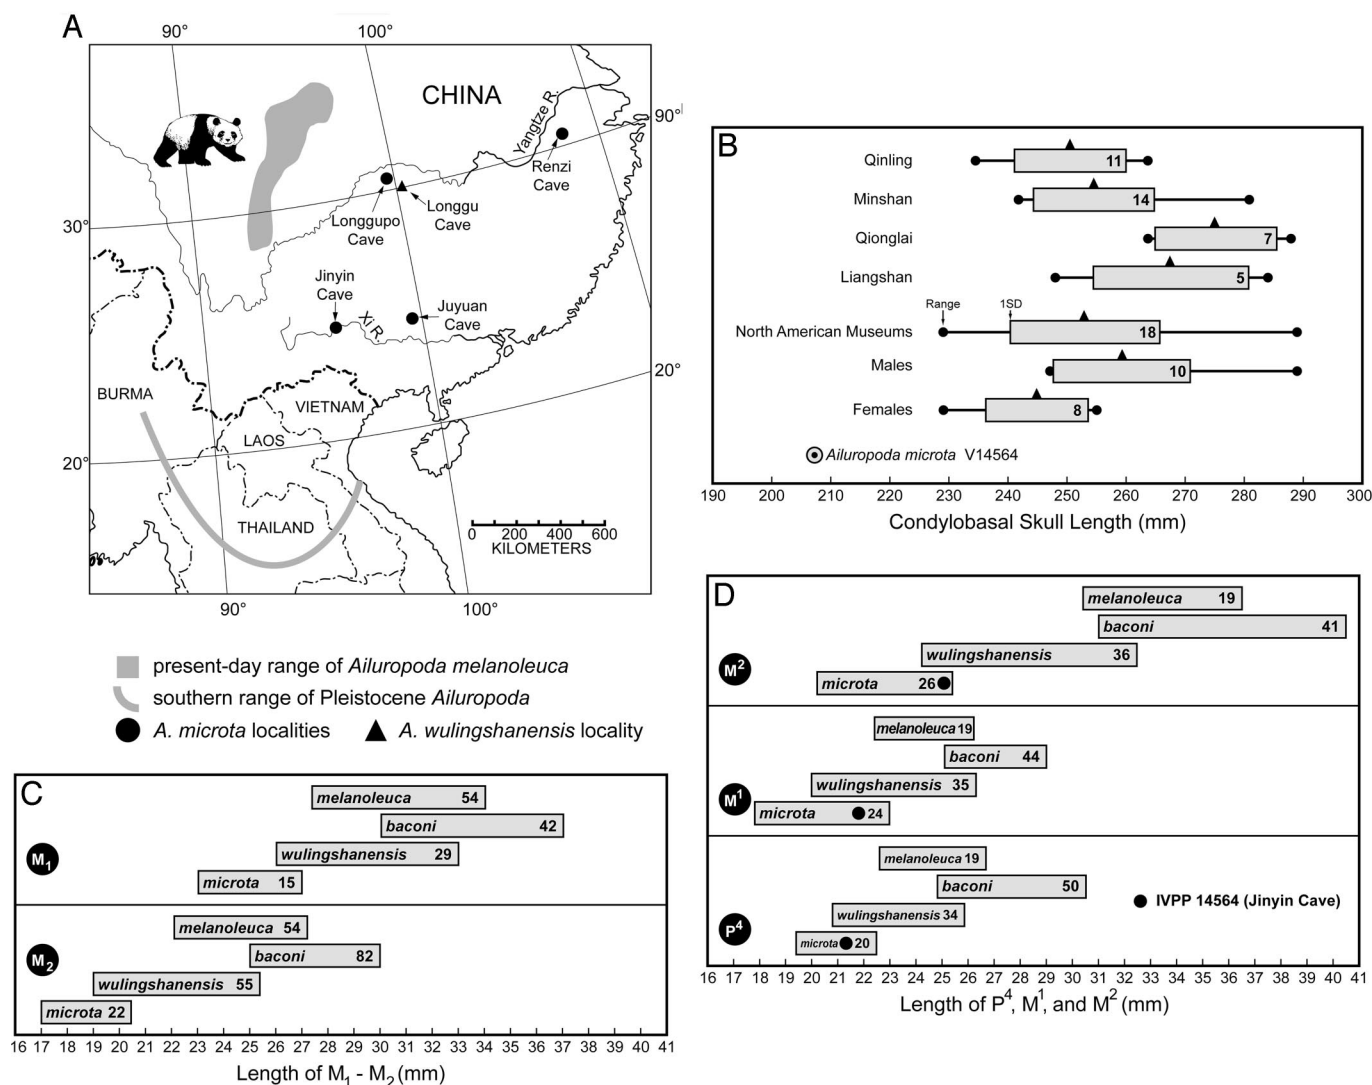 A
90°
100°
CHINA
90°
Yangtze R.
Renzi
Cave
Longgupo
Cave
Longgu
Cave
30°
Jinyin
Cave
Juyuan
Cave
Xi R.
20°
BURMA
VIETNAM
LAOS
20°
THAILAND
0 200 400 600
KILOMETERS
90°
100°
present-day range of Ailuropoda melanoleuca
southern range of Pleistocene Ailuropoda
A. microta localities
A. wulingshanensis locality
B
Qinling 11
Minshan 14
Qionglai 7
Liangshan 5
Range 1SD
North American Museums 18
Males 10
Females 8
Ailuropoda microta V14564
190 200 210 220 230 240 250 260 270 280 290 300
Condylobasal Skull Length (mm)
C
melanoleuca 54
baconi 42
M1
wulingshanensis 29
microta 15
melanoleuca 54
baconi 82
M2
wulingshanensis 55
microta 22
16 17 18 19 20 21 22 23 24 25 26 27 28 29 30 31 32 33 34 35 36 37 38 39 40 41
Length of M1 - M2 (mm)
D
melanoleuca 19
baconi 41
M2
wulingshanensis 36
microta 26
melanoleuca 19
baconi 44
M1
wulingshanensis 35
microta 24
melanoleuca 19
baconi 50
IVPP 14564 (Jinyin Cave)
P4
wulingshanensis 34
microta 20
16 17 18 19 20 21 22 23 24 25 26 27 28 29 30 31 32 33 34 35 36 37 38 39 40 41
Length of P4, M1, and M2 (mm)